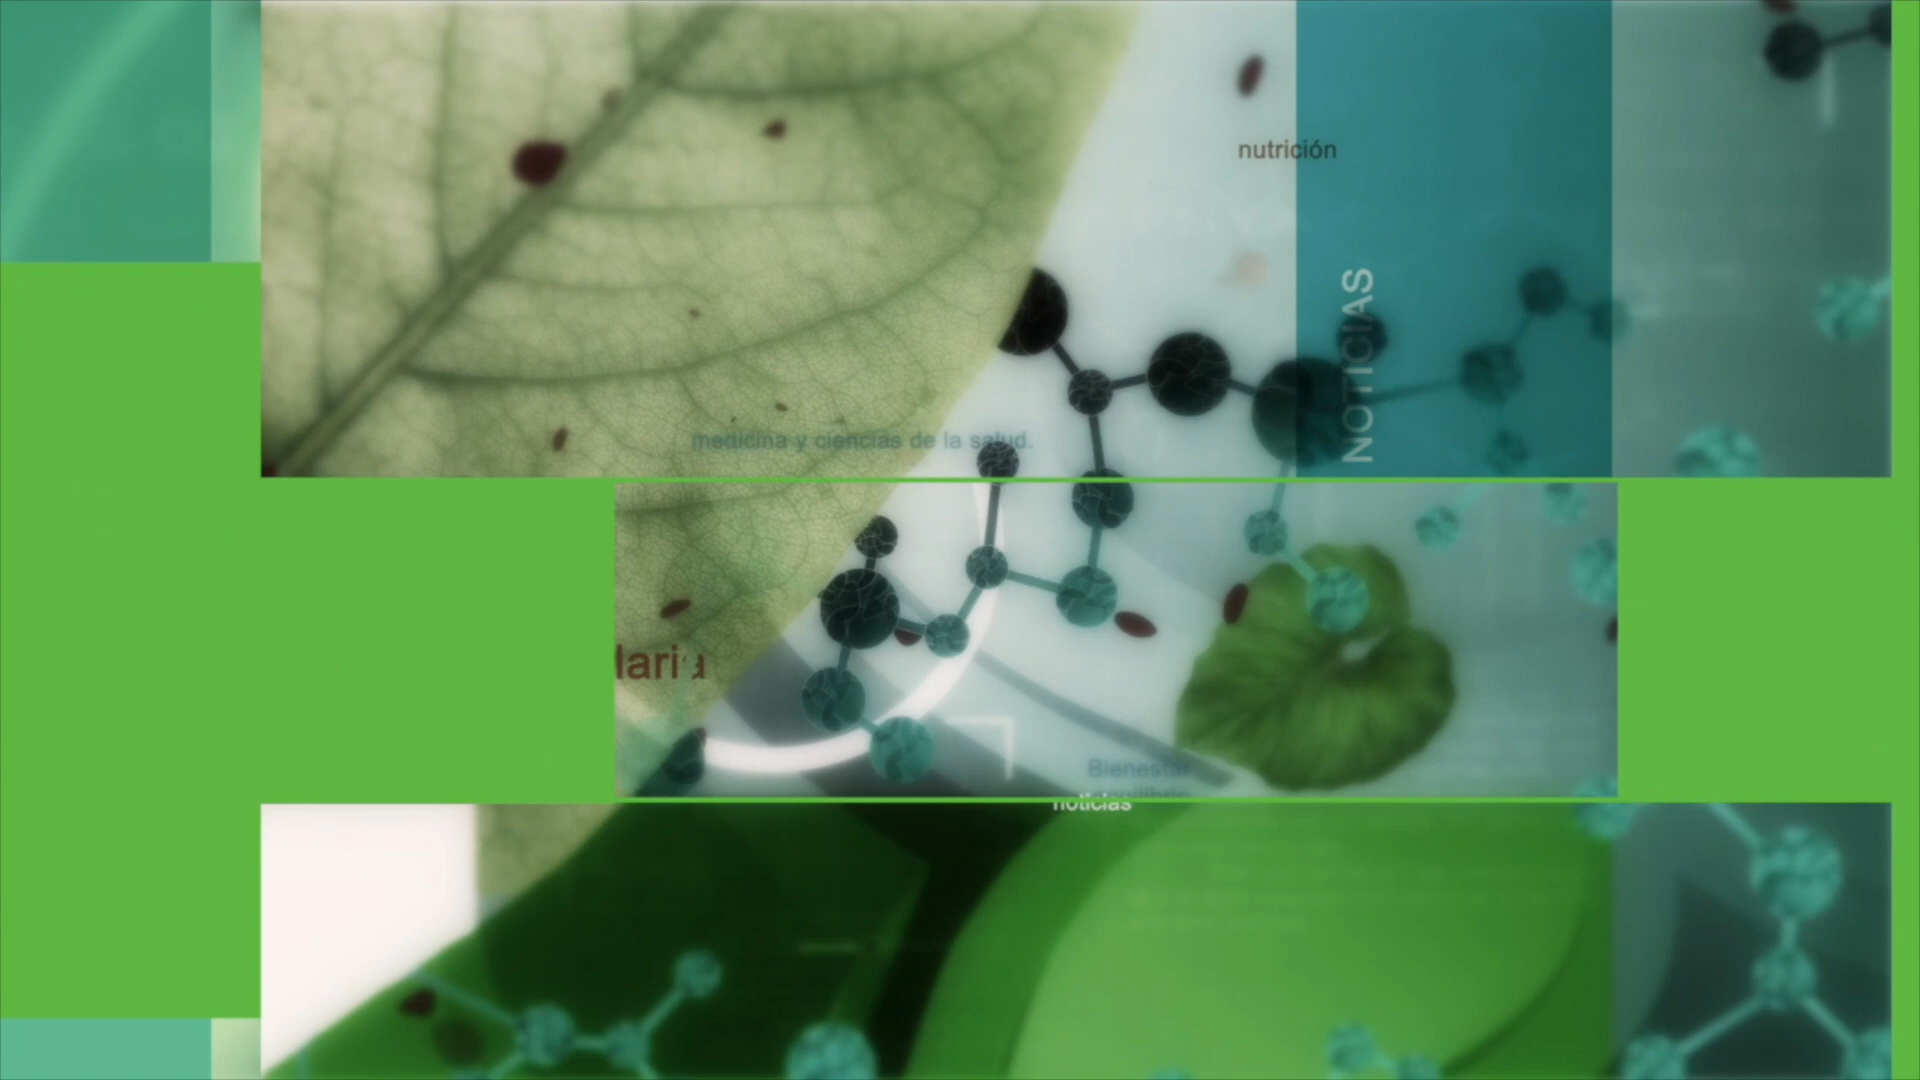 nutrición
NOTICIAS
medicina y ciencias de la salud.
laria
Bienestar
noticias